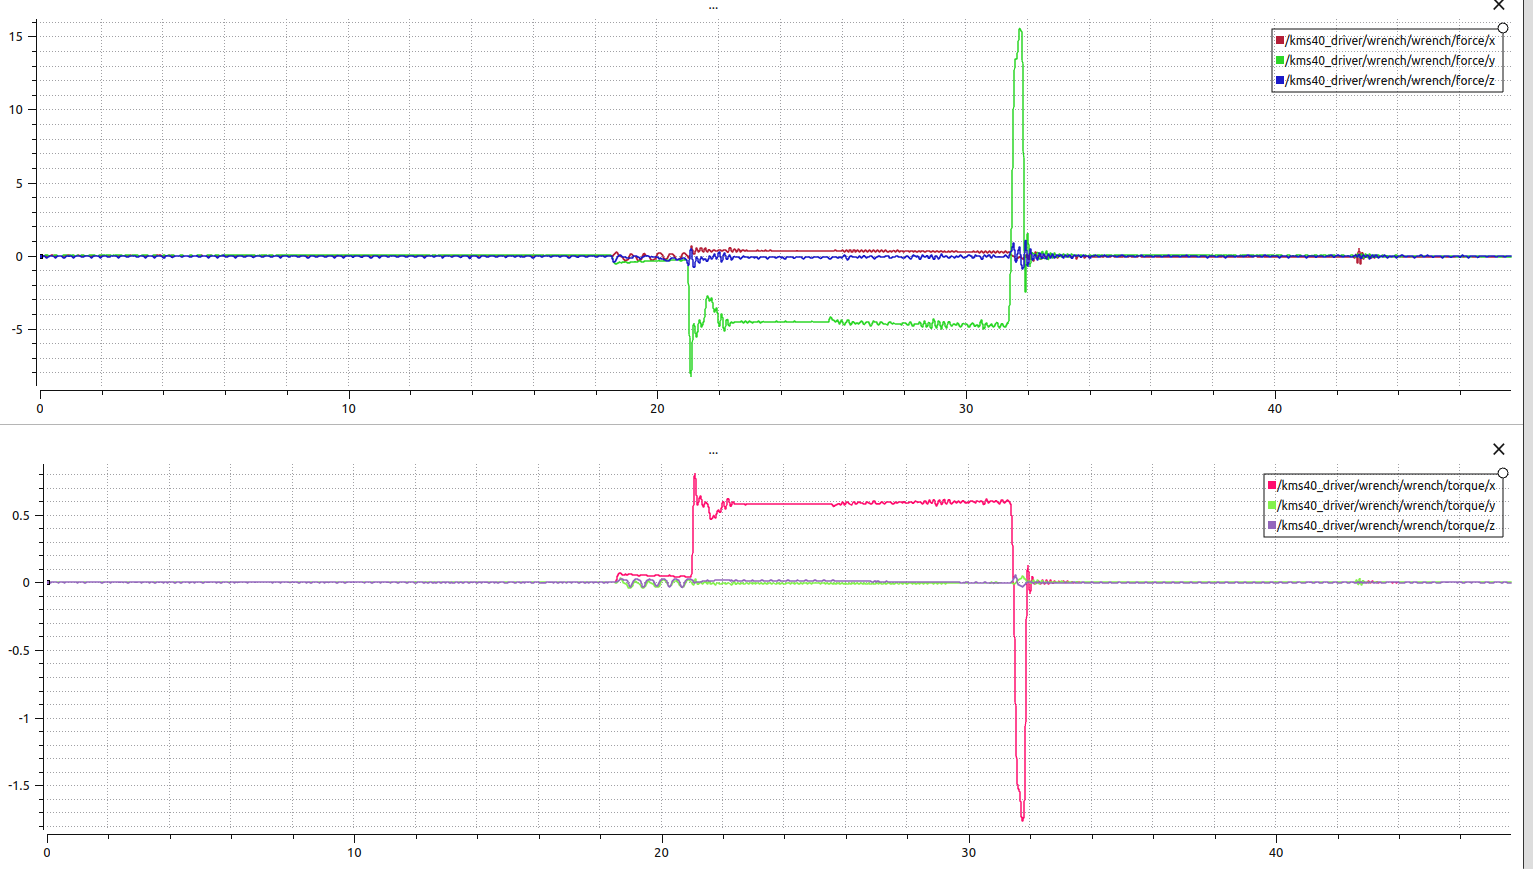 ...
15
10
5
0
-5
/kms40_driver/wrench/wrench/force/x
/kms40_driver/wrench/wrench/force/y
/kms40_driver/wrench/wrench/force/z
0 10 20 30 40
...
0.5
0
-0.5
-1
-1.5
/kms40_driver/wrench/wrench/torque/x
/kms40_driver/wrench/wrench/torque/y
/kms40_driver/wrench/wrench/torque/z
0 10 20 30 40